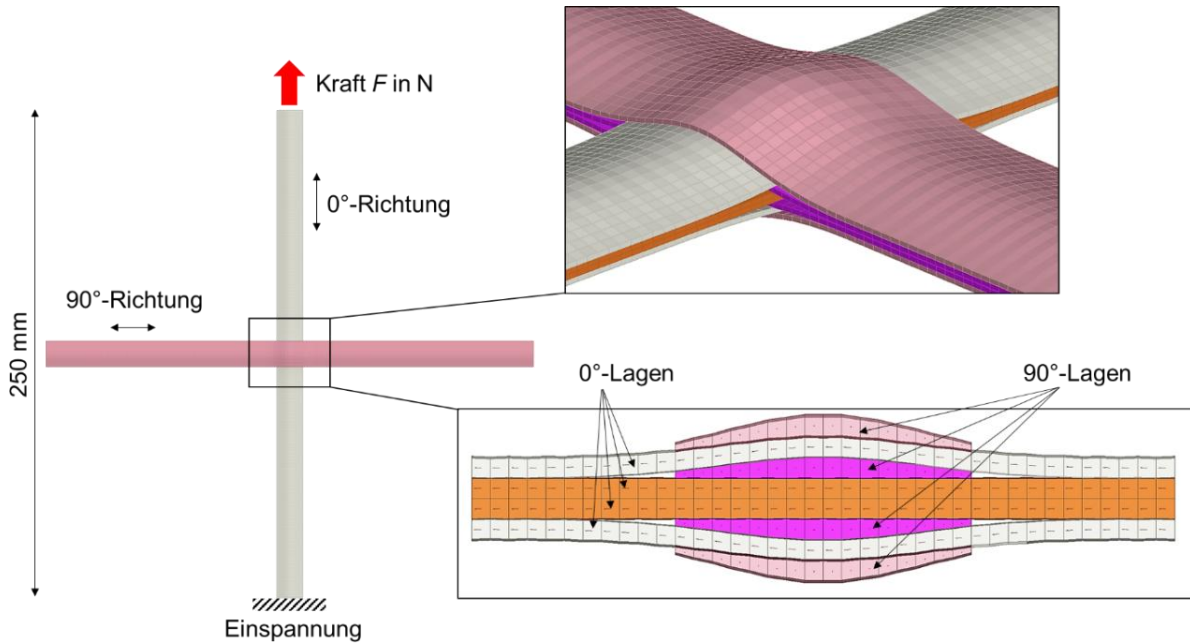 Kraft F in N
0°-Richtung
90°-Richtung
250 mm
0°-Lagen
90°-Lagen
Einspannung